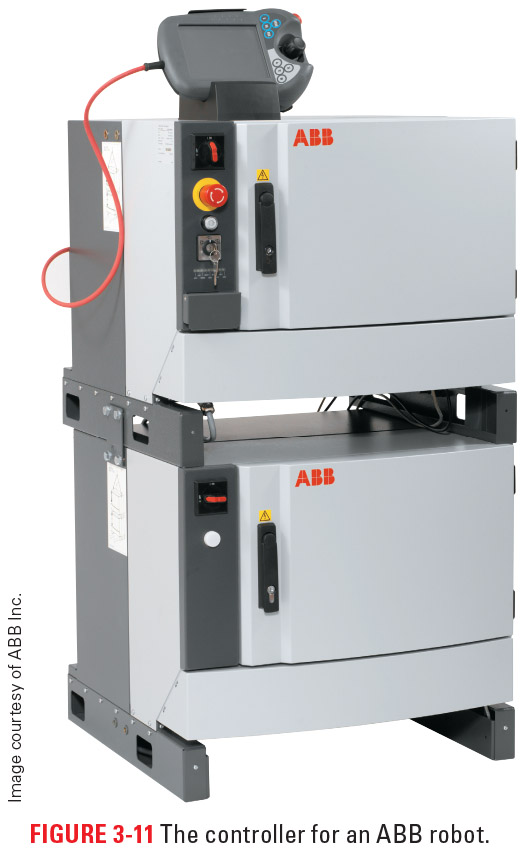 ABB
ABB
Image courtesy of ABB Inc.
FIGURE 3-11 The controller for an ABB robot.